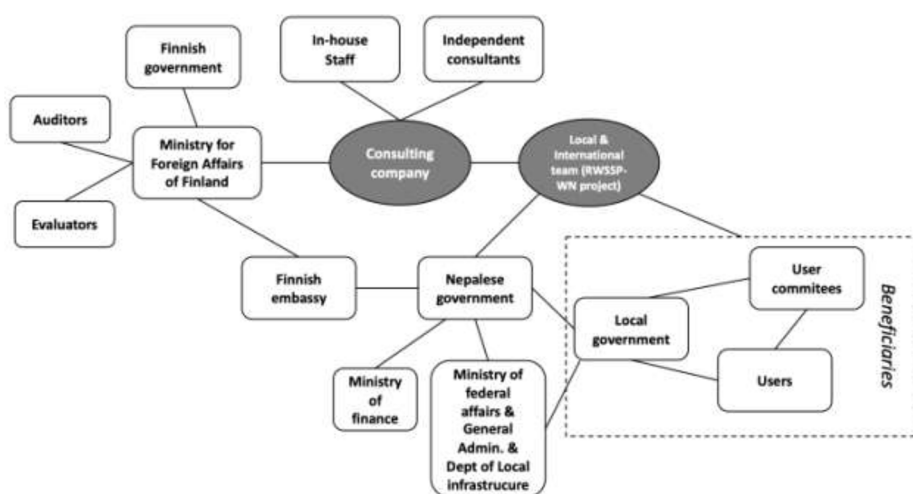 Finnish
government
In-house
Staff
Independent
consultants
Auditors
Ministry for
Foreign Affairs
of Finland
Consulting
company
Local &
International
team (RWSSP-
WN project)
Evaluators
Finnish
embassy
Nepalese
government
User
commitees
Local
government
Users
Beneficiaries
Ministry
of
finance
Ministry of
federal
affairs &
General
Admin. &
Dept of Local
infrastrucure